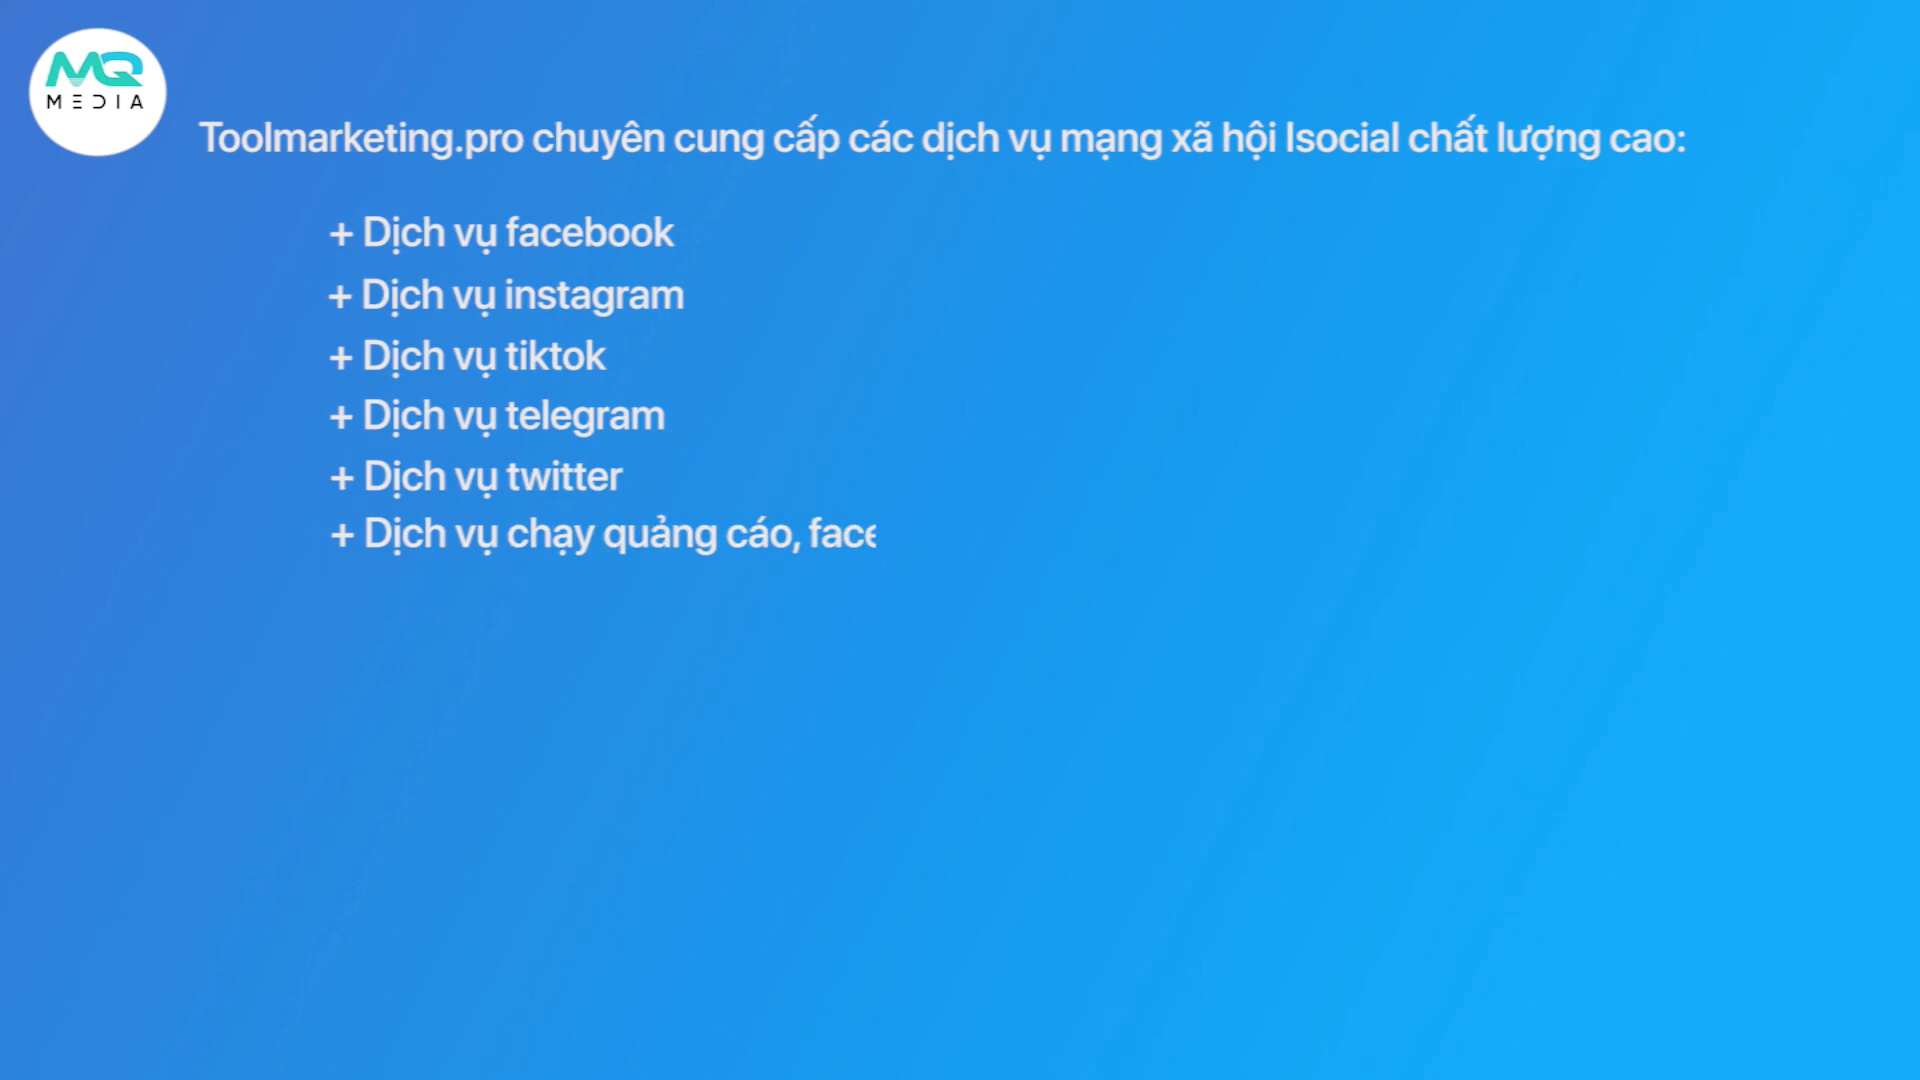 MQ
MEDIA
Toolmarketing.pro chuyên cung cấp các dịch vụ mạng xã hội Isocial chất lượng cao:
+ Dịch vụ facebook
+ Dịch vụ instagram
+ Dịch vụ tiktok
+ Dịch vụ telegram
+ Dịch vụ twitter
+ Dịch vụ chạy quảng cáo, face